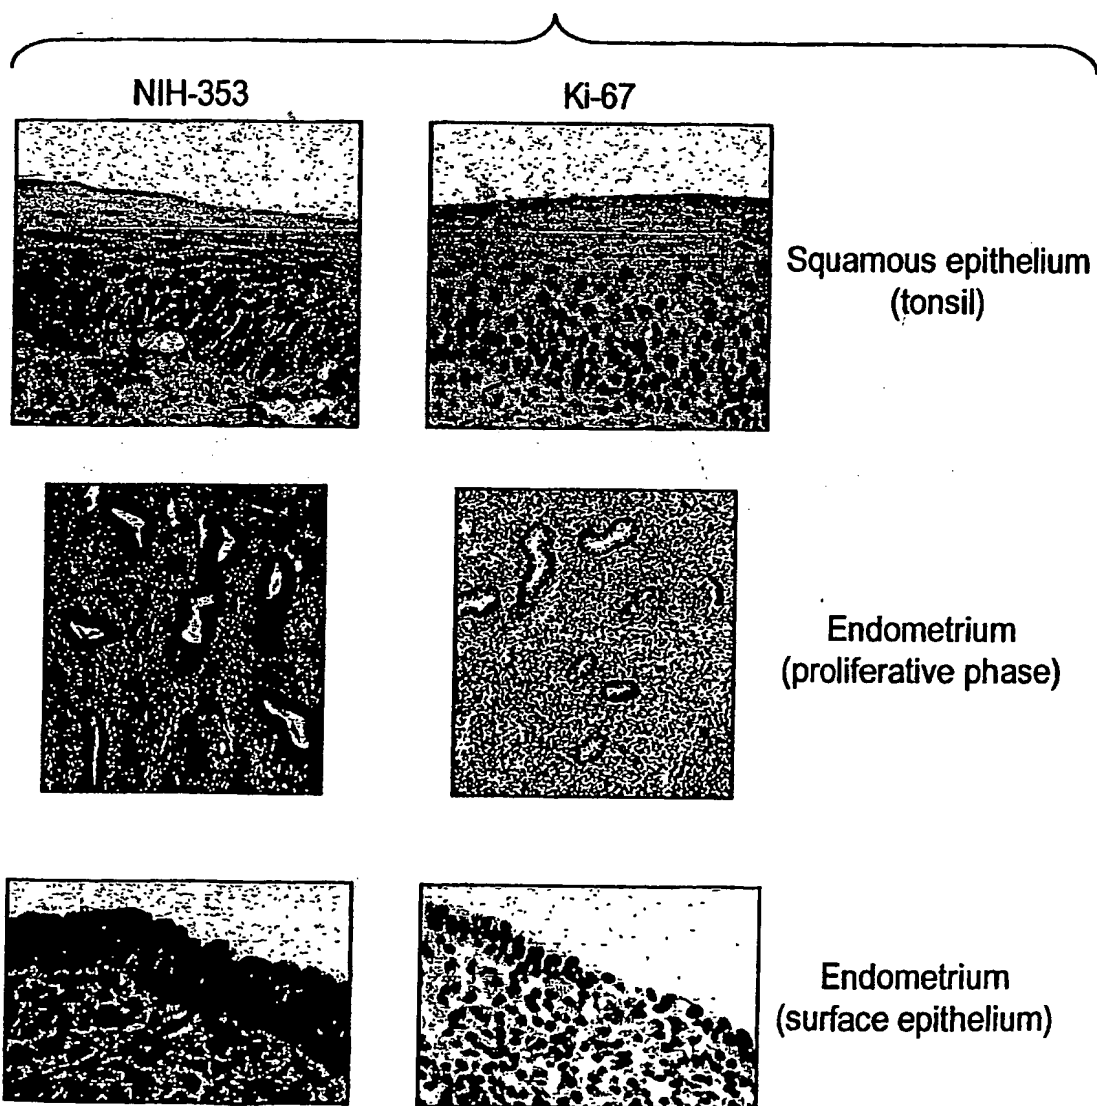 NIH-353
Ki-67
Squamous epithelium
(tonsil)
Endometrium
(proliferative phase)
Endometrium
(surface epithelium)